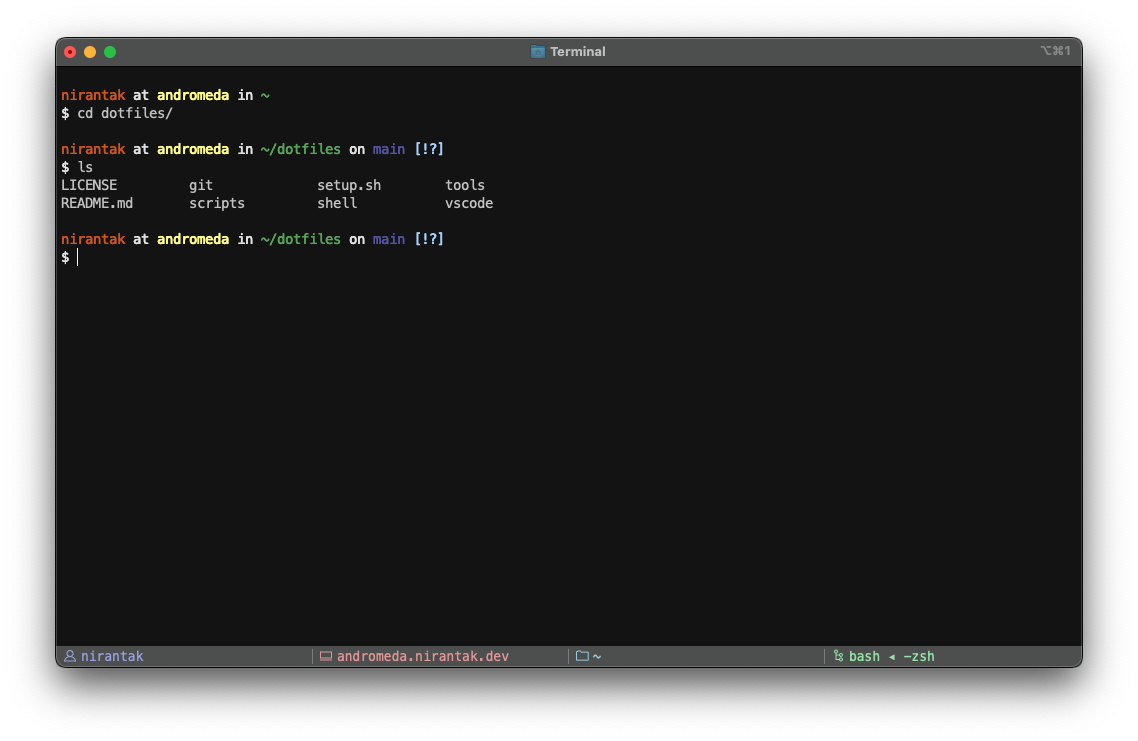 Terminal
⌥⌘1
nirantak at andromeda in ~
$ cd dotfiles/
nirantak at andromeda in ~/dotfiles on main [!?]
$ ls
LICENSE git setup.sh tools
README.md scripts shell vscode
nirantak at andromeda in ~/dotfiles on main [!?]
$
nirantak andromeda.nirantak.dev ~ bash ◂ -zsh